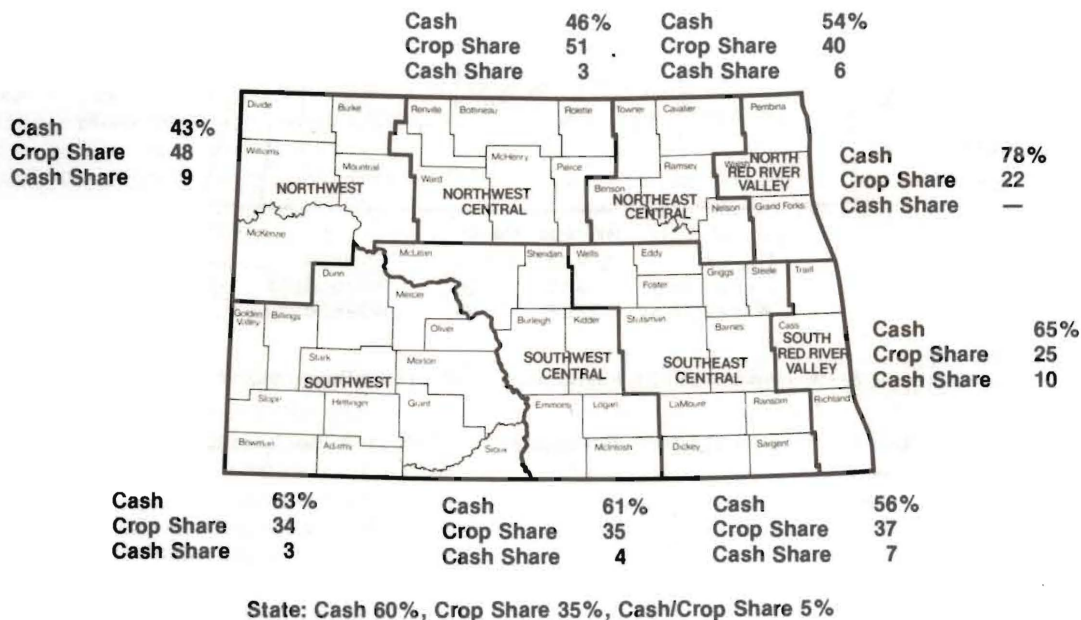 Cash 46%
Crop Share 51
Cash Share 3
Cash 54%
Crop Share 40
Cash Share 6
Cash 43%
Crop Share 48
Cash Share 9
Cash 78%
Crop Share 22
Cash Share —
Cash 65%
Crop Share 25
Cash Share 10
Divide
Burke
Renville
Bottineau
Rolette
Towner
Cavalier
Pembina
Williams
Mountrail
Ward
McHenry
Pierce
Benson
Ramsey
Walsh
Nelson
Grand Forks
NORTHWEST
NORTHWEST
CENTRAL
NORTHEAST
CENTRAL
NORTH
RED RIVER
VALLEY
McKenzie
Dunn
McLean
Sheridan
Wells
Eddy
Foster
Griggs
Steele
Traill
Mercer
Oliver
Golden
Valley
Billings
Stark
Morton
Burleigh
Kidder
Stutsman
Barnes
Cass
SOUTHWEST
SOUTHWEST
CENTRAL
SOUTHEAST
CENTRAL
SOUTH
RED RIVER
VALLEY
Slope
Hettinger
Grant
Emmons
Logan
LaMoure
Ransom
Richland
Bowman
Adams
Sioux
McIntosh
Dickey
Sargent
Cash 63%
Crop Share 34
Cash Share 3
Cash 61%
Crop Share 35
Cash Share 4
Cash 56%
Crop Share 37
Cash Share 7
State: Cash 60%, Crop Share 35%, Cash/Crop Share 5%